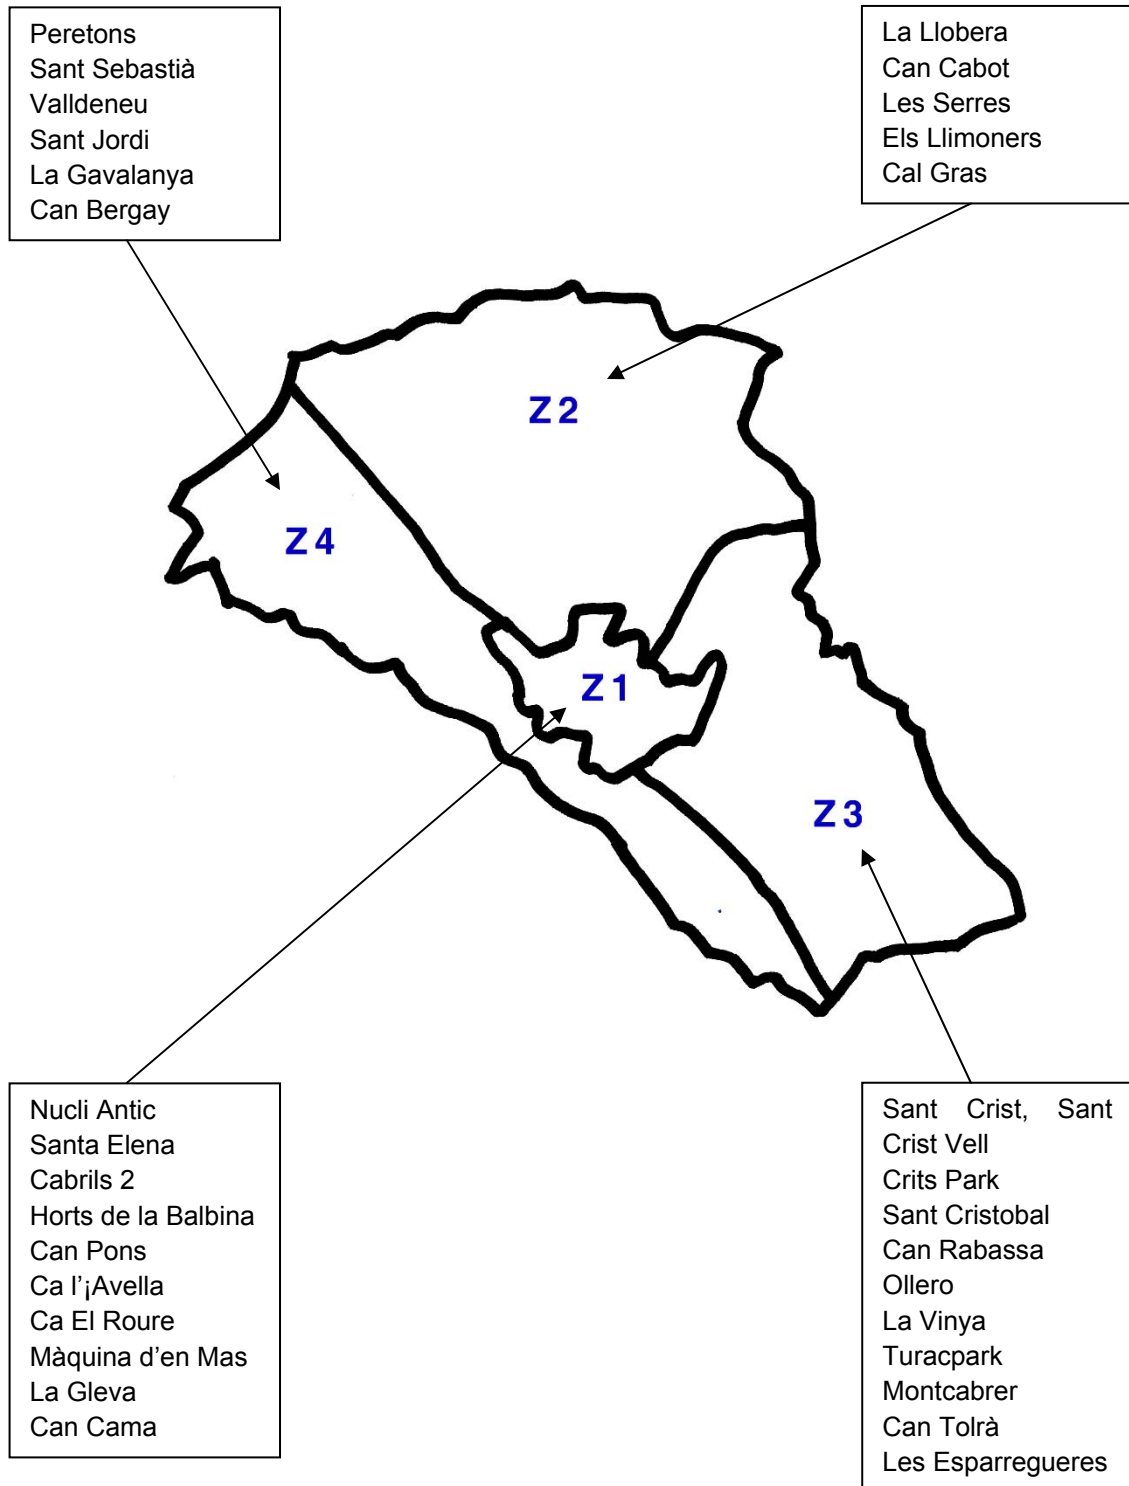 Peretons
Sant Sebastià
Valldeneu
Sant Jordi
La Gavalanya
Can Bergay
La Llobera
Can Cabot
Les Serres
Els Llimoners
Cal Gras
Z2
Z4
Z1
Z3
Nucli Antic
Santa Elena
Cabrils 2
Horts de la Balbina
Can Pons
Ca l’¡Avella
Ca El Roure
Màquina d’en Mas
La Gleva
Can Cama
Sant Crist, Sant
Crist Vell
Crits Park
Sant Cristobal
Can Rabassa
Ollero
La Vinya
Turacpark
Montcabrer
Can Tolrà
Les Esparregueres